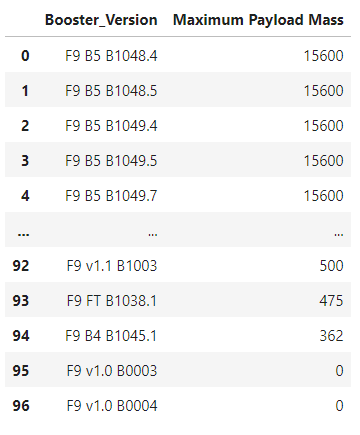 Booster_Version Maximum Payload Mass
0 F9 B5 B1048.4 15600
1 F9 B5 B1048.5 15600
2 F9 B5 B1049.4 15600
3 F9 B5 B1049.5 15600
4 F9 B5 B1049.7 15600
... ... ...
92 F9 v1.1 B1003 500
93 F9 FT B1038.1 475
94 F9 B4 B1045.1 362
95 F9 v1.0 B0003 0
96 F9 v1.0 B0004 0